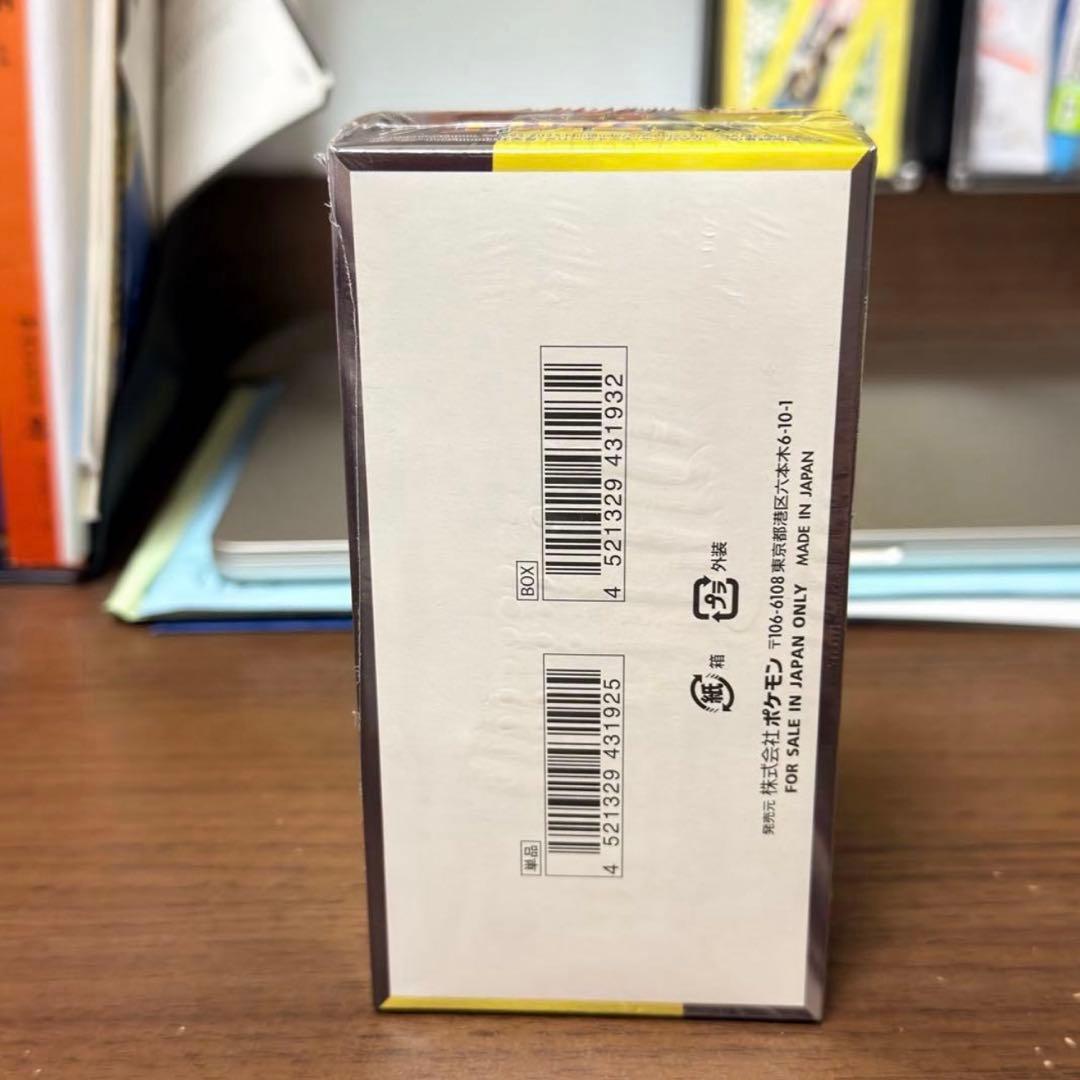 単品
4 521329 431925
BOX
4 521329 431932
紙 箱
プラ 外装
発売元 株式会社ポケモン 〒106-6108 東京都港区六本木6-10-1
FOR SALE IN JAPAN ONLY MADE IN JAPAN